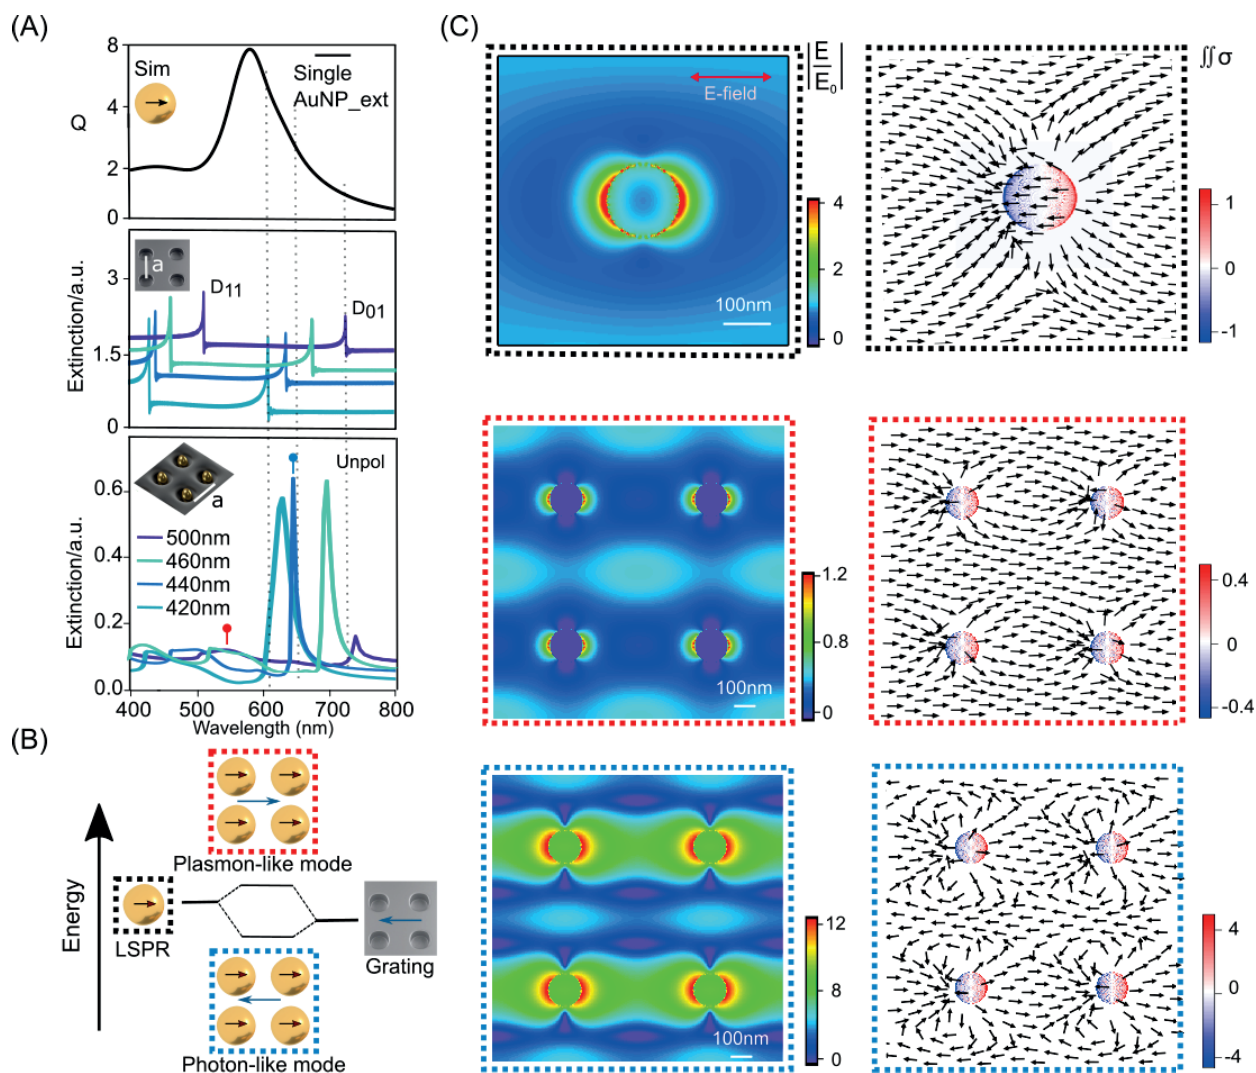 (A)
8
4
2
0
Q
Sim
Single
AuNP_ext
3
1.5
0
Extinction/a.u.
a
D11
D01
0.6
0.4
0.2
0.0
Extinction/a.u.
a
Unpol
500nm
460nm
440nm
420nm
400 500 600 700 800
Wavelength (nm)
(B)
Energy
Plasmon-like mode
LSPR
Grating
Photon-like mode
(C)
E-field
|E/E0|
100nm
4
2
0
∫∫σ
1
0
-1
100nm
1.2
0.8
0.4
0
0.4
0
-0.4
100nm
12
8
4
0
4
0
-4